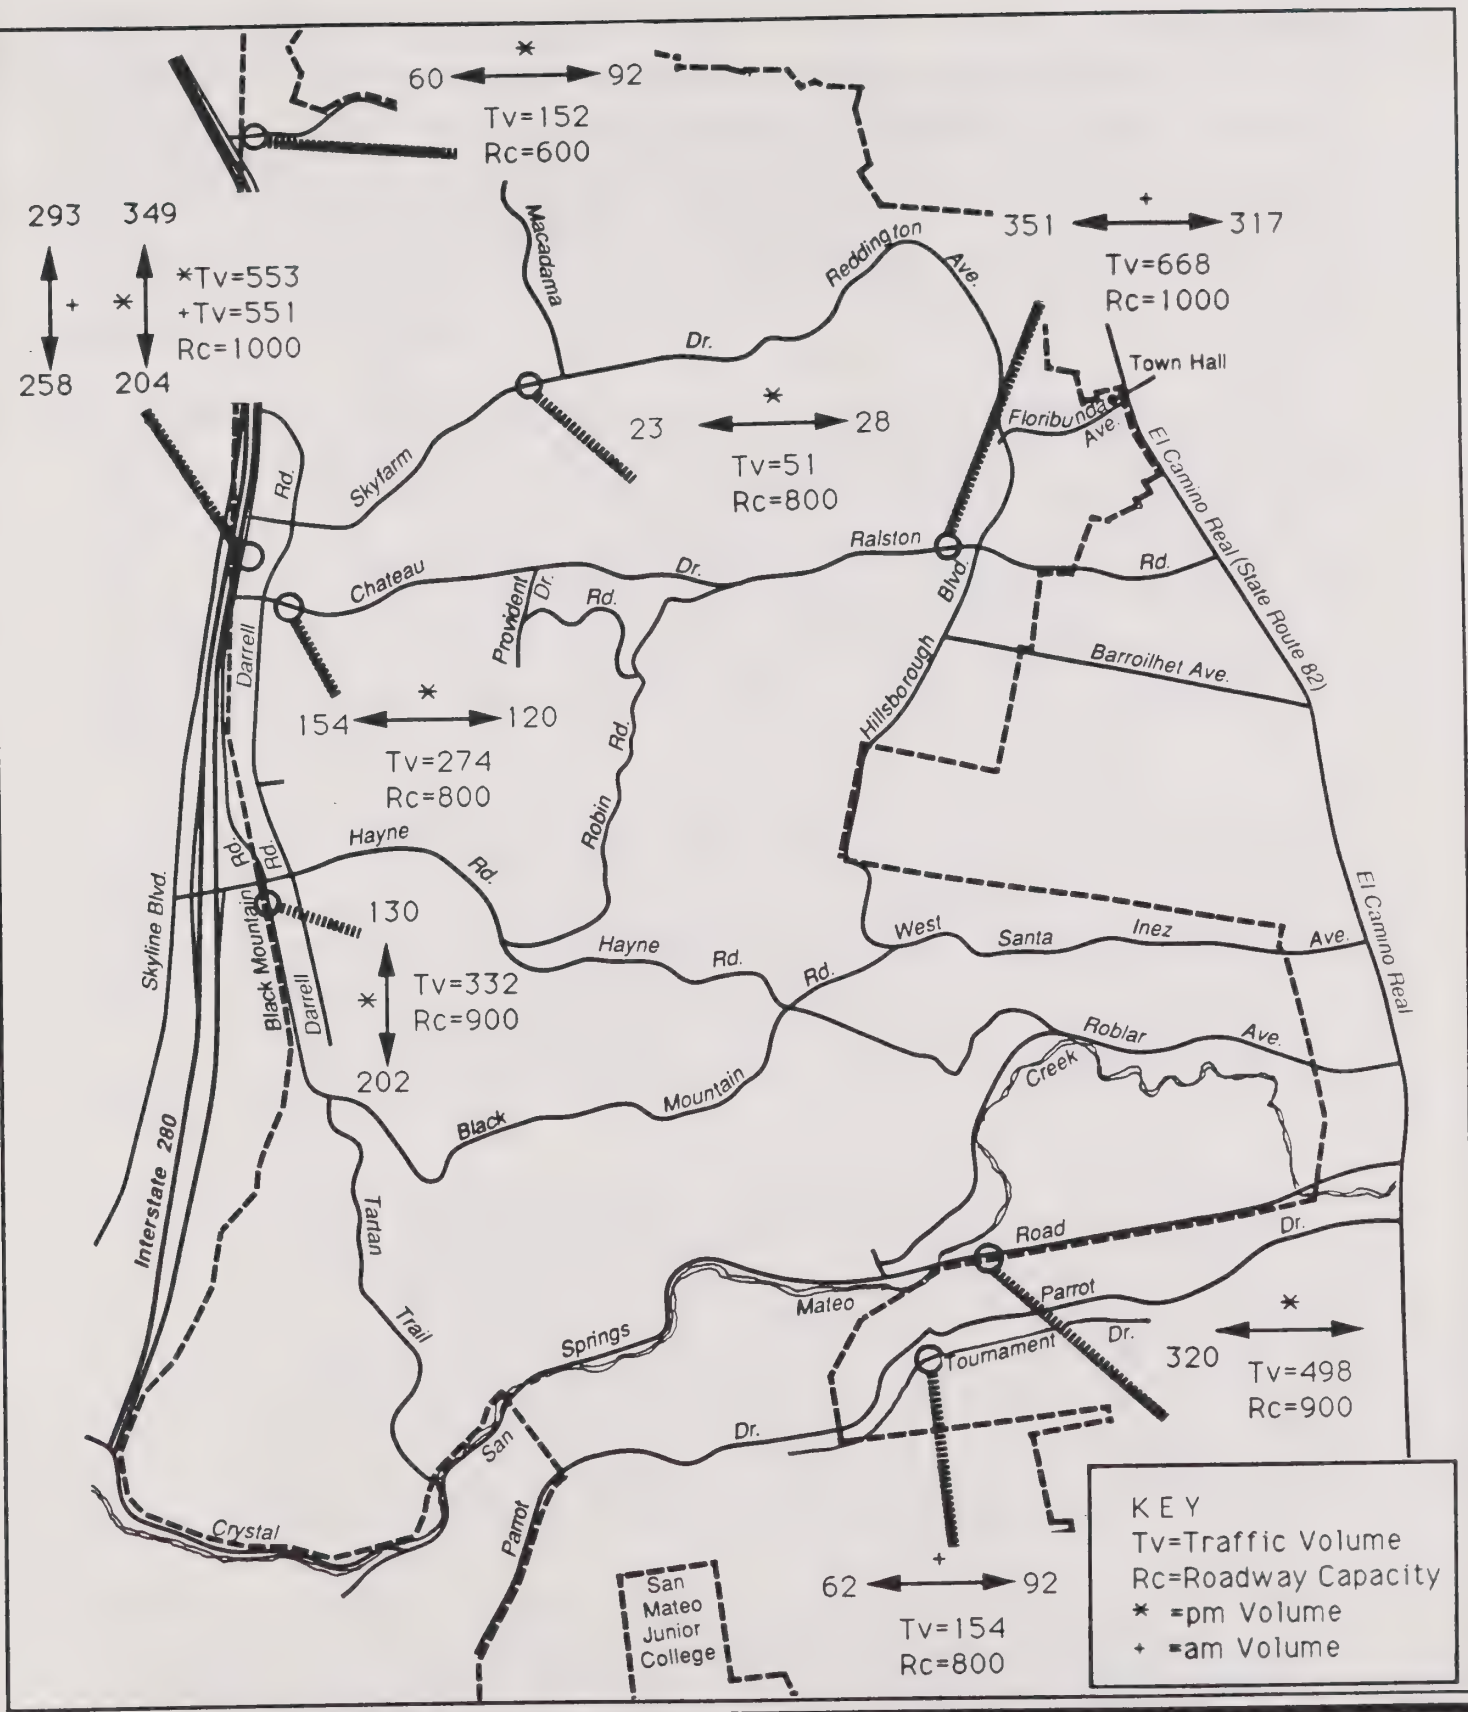 *
60 92
Tv=152
Rc=600
293 349
+ *
*Tv=553
+Tv=551
Rc=1000
258 204
Macadama
Reddington
Ave.
+
351 317
Tv=668
Rc=1000
Dr.
Town Hall
Floribunda
Ave.
*
23 28
Tv=51
Rc=800
Skyfarm
Rd.
El Camino Real (State Route 82)
Ralston
Rd.
Chateau
Dr.
Provident
Dr.
Rd.
Blvd.
Hillsborough
Barroilhet Ave.
Darrell
*
154 120
Tv=274
Rc=800
Rd.
Robin
Hayne
Rd.
Rd.
Rd.
Skyline Blvd.
Black Mountain
Darrell
130
*
Tv=332
Rc=900
202
Hayne
Rd.
Rd.
West
Santa
Inez
Ave.
El Camino Real
Roblar
Ave.
Creek
Mountain
Black
Interstate 280
Tartan
Trail
Road
Dr.
Mateo
Parrot
Springs
Tournament
Dr.
*
320
Tv=498
Rc=900
Dr.
San
Crystal
Parrot
+
62 92
Tv=154
Rc=800
San
Mateo
Junior
College
KEY
Tv=Traffic Volume
Rc=Roadway Capacity
* =pm Volume
+ =am Volume